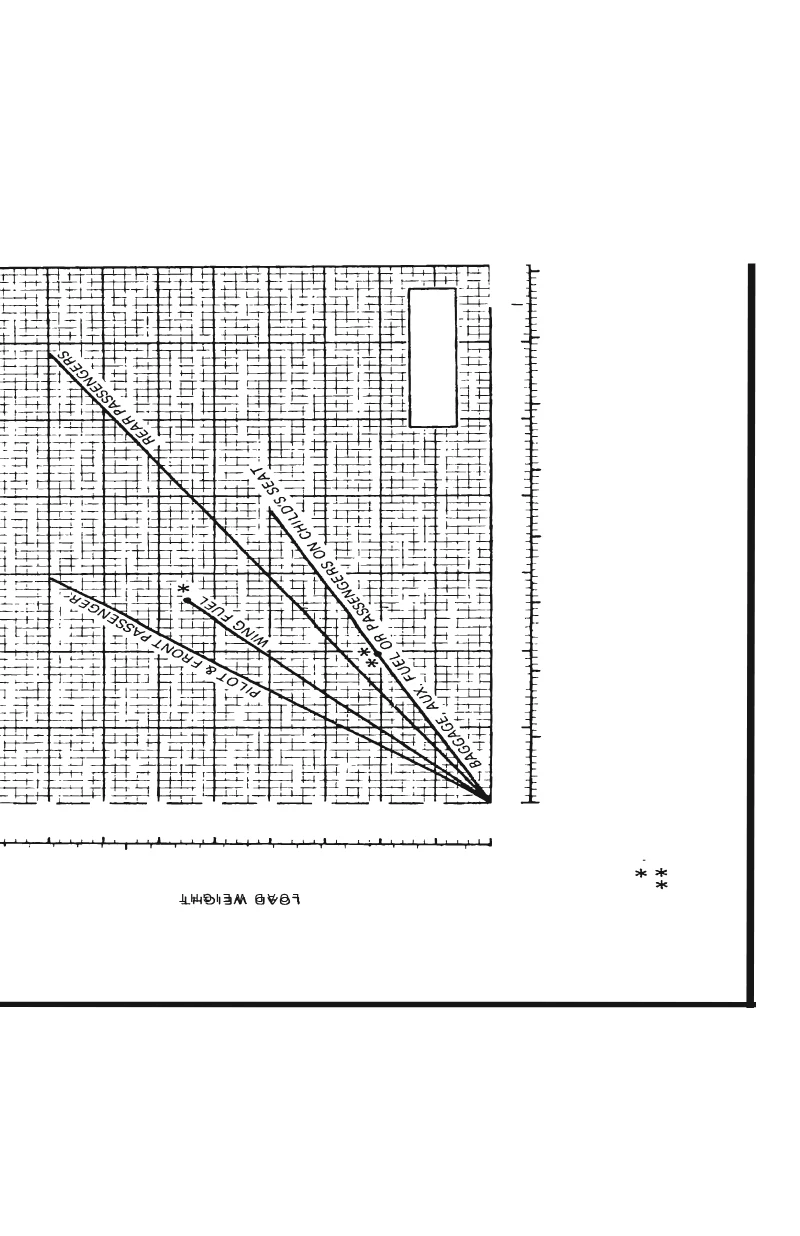 REAR PASSENGERS
BAGGAGE, AUX. FUEL OR PASSENGERS ON CHILD'S SEAT
**
*
WING FUEL
PILOT & FRONT PASSENGER
LOAD WEIGHT
*
**